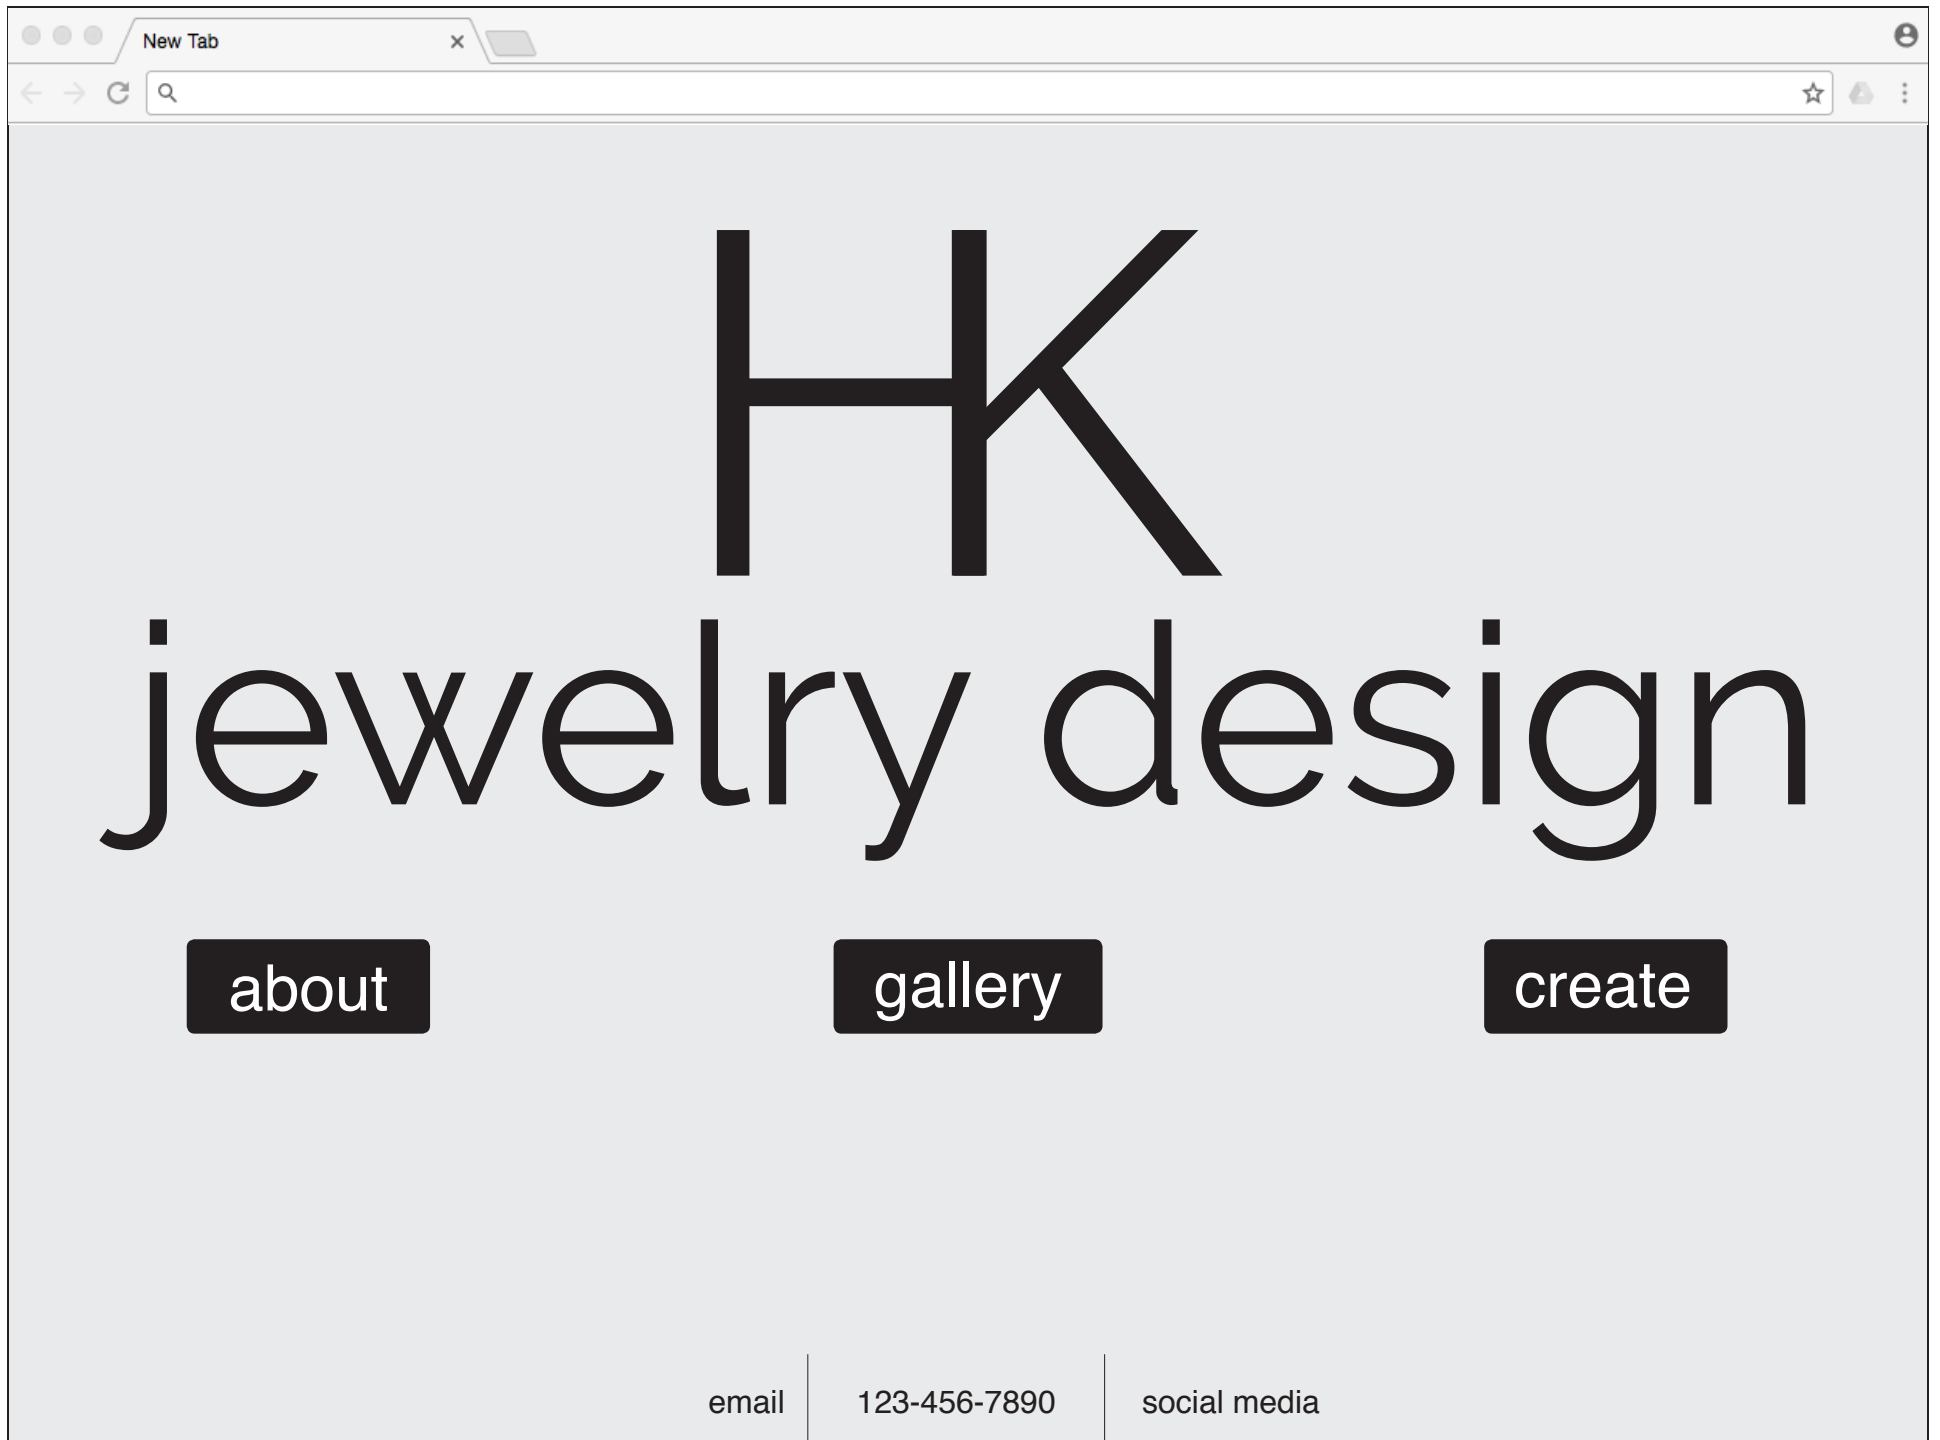 New Tab
HK
jewelry design
about gallery create
email 123-456-7890 social media